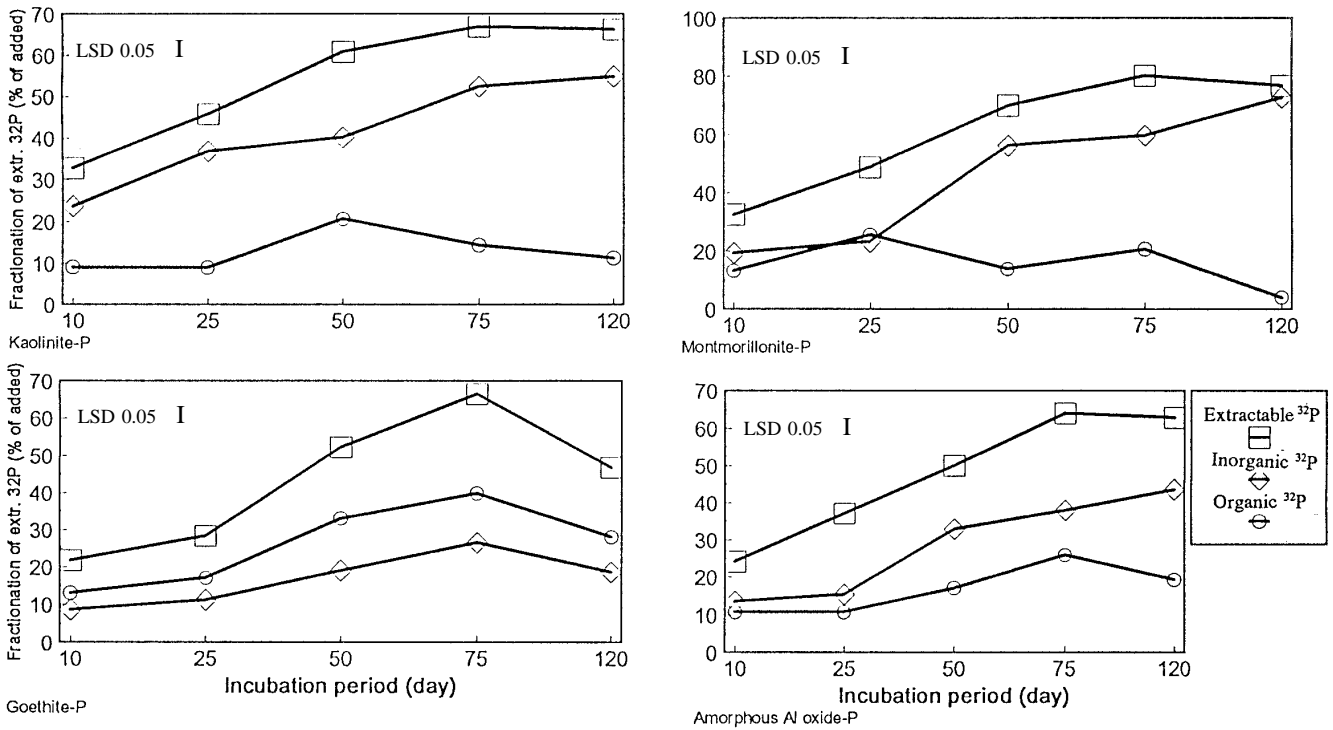 Fractionation of extr. 32P (% of added)
70
60
50
40
30
20
10
0
LSD 0.05 I
10 25 50 75 120
Kaolinite-P
100
80
60
40
20
0
LSD 0.05 I
10 25 50 75 120
Montmorillonite-P
Fractionation of extr. 32P (% of added)
70
60
50
40
30
20
10
0
LSD 0.05 I
10 25 50 75 120
Incubation period (day)
Goethite-P
70
60
50
40
30
20
10
0
LSD 0.05 I
10 25 50 75 120
Incubation period (day)
Amorphous Al oxide-P
Extractable ³²P
Inorganic ³²P
Organic ³²P